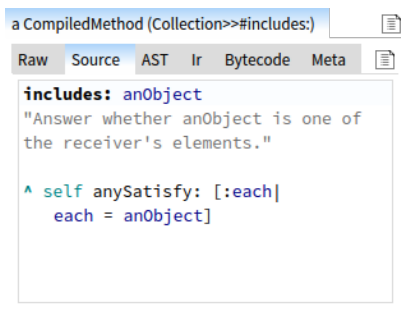 a CompiledMethod (Collection>>#includes:)
Raw Source AST Ir Bytecode Meta
includes: anObject
"Answer whether anObject is one of
the receiver's elements."
^ self anySatisfy: [:each|
each = anObject]